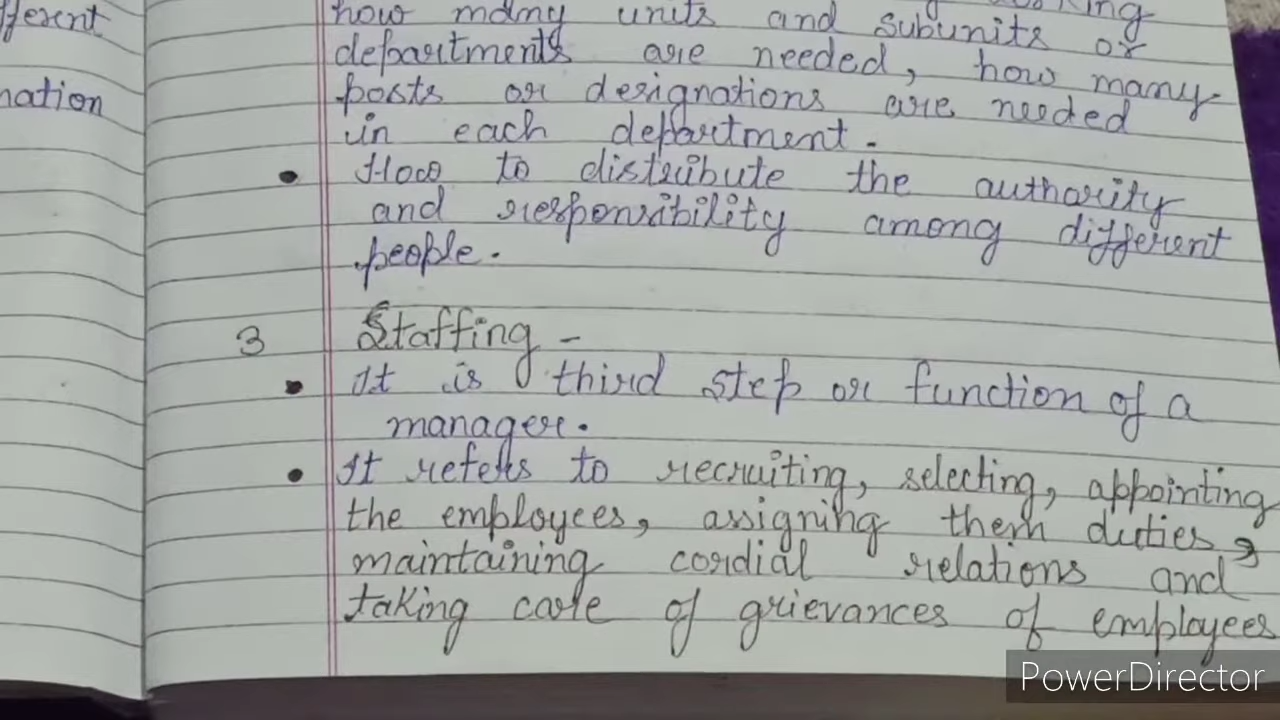 fferent
nation
how many units and subunits or
departments are needed, how many
posts or designations are needed
in each department.
• How to distribute the authority
and responsibility among different
people.
3 Staffing -
• It is third step or function of a
manager.
• It refers to recruiting, selecting, appointing
the employees, assigning them duties,
maintaining cordial relations and
taking care of grievances of employees
PowerDirector